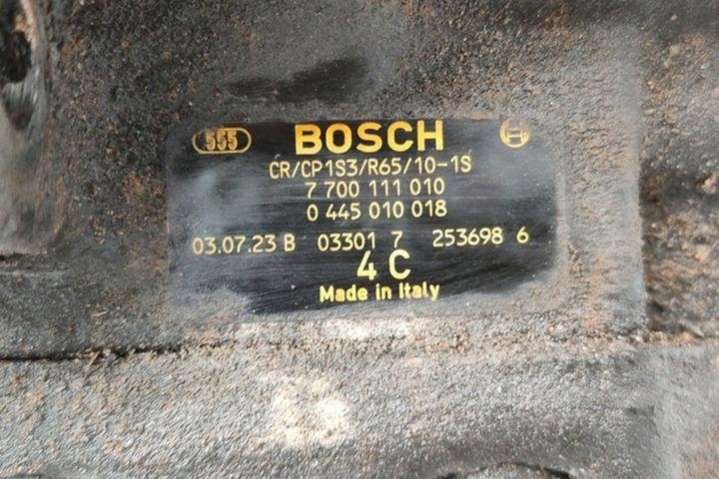 555 BOSCH
CR/CP1S3/R65/10-1S
7 700 111 010
0 445 010 018
03.07.23 B 03301 7 253698 6
4 C
Made in Italy